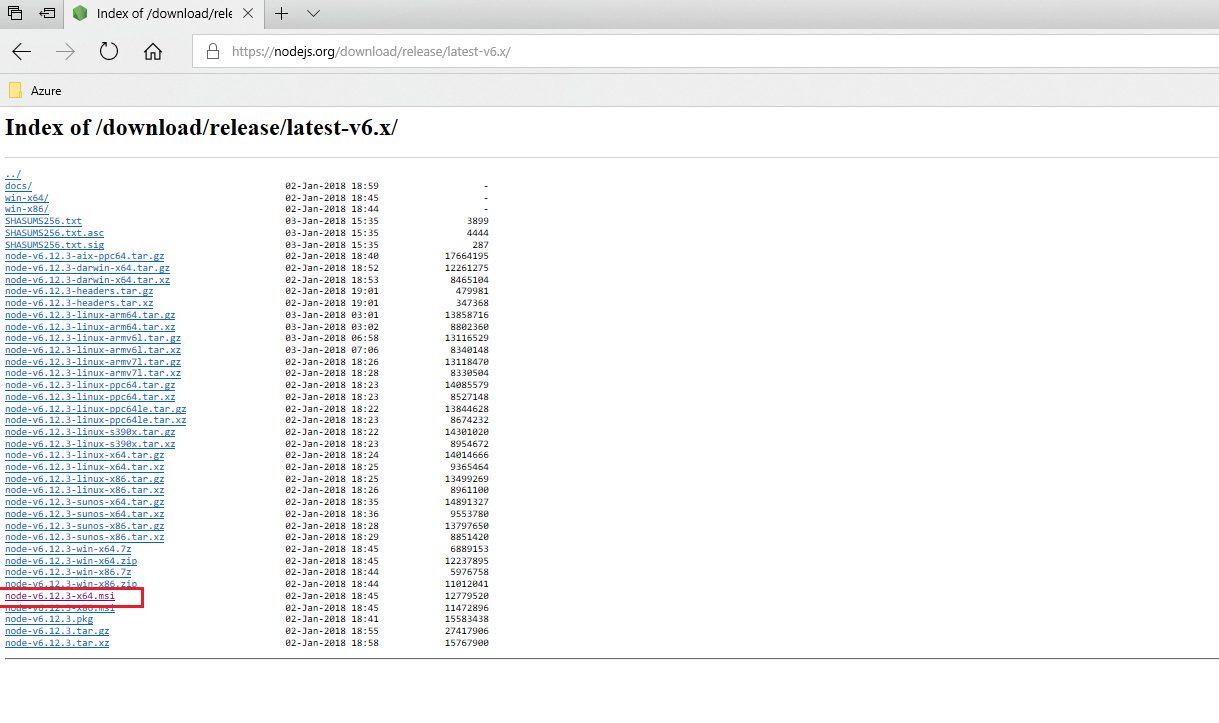 Index of /download/rele
https://nodejs.org/download/release/latest-v6.x/
Azure
Index of /download/release/latest-v6.x/
../
docs/ 02-Jan-2018 18:59 -
win-x64/ 02-Jan-2018 18:45 -
win-x86/ 02-Jan-2018 18:44 -
SHASUMS256.txt 03-Jan-2018 15:35 3899
SHASUMS256.txt.asc 03-Jan-2018 15:35 4444
SHASUMS256.txt.sig 03-Jan-2018 15:35 287
node-v6.12.3-aix-ppc64.tar.gz 02-Jan-2018 18:40 17664195
node-v6.12.3-darwin-x64.tar.gz 02-Jan-2018 18:52 12261275
node-v6.12.3-darwin-x64.tar.xz 02-Jan-2018 18:53 8465104
node-v6.12.3-headers.tar.gz 02-Jan-2018 19:01 479981
node-v6.12.3-headers.tar.xz 02-Jan-2018 19:01 347368
node-v6.12.3-linux-arm64.tar.gz 03-Jan-2018 03:01 13858716
node-v6.12.3-linux-arm64.tar.xz 03-Jan-2018 03:02 8802360
node-v6.12.3-linux-armv6l.tar.gz 03-Jan-2018 06:58 13116529
node-v6.12.3-linux-armv6l.tar.xz 03-Jan-2018 07:06 8340148
node-v6.12.3-linux-armv7l.tar.gz 02-Jan-2018 18:26 13118470
node-v6.12.3-linux-armv7l.tar.xz 02-Jan-2018 18:28 8330504
node-v6.12.3-linux-ppc64.tar.gz 02-Jan-2018 18:23 14085579
node-v6.12.3-linux-ppc64.tar.xz 02-Jan-2018 18:23 8527148
node-v6.12.3-linux-ppc64le.tar.gz 02-Jan-2018 18:22 13844628
node-v6.12.3-linux-ppc64le.tar.xz 02-Jan-2018 18:23 8674232
node-v6.12.3-linux-s390x.tar.gz 02-Jan-2018 18:22 14301020
node-v6.12.3-linux-s390x.tar.xz 02-Jan-2018 18:23 8954672
node-v6.12.3-linux-x64.tar.gz 02-Jan-2018 18:24 14014666
node-v6.12.3-linux-x64.tar.xz 02-Jan-2018 18:25 9365464
node-v6.12.3-linux-x86.tar.gz 02-Jan-2018 18:25 13499269
node-v6.12.3-linux-x86.tar.xz 02-Jan-2018 18:26 8961100
node-v6.12.3-sunos-x64.tar.gz 02-Jan-2018 18:35 14891327
node-v6.12.3-sunos-x64.tar.xz 02-Jan-2018 18:36 9553780
node-v6.12.3-sunos-x86.tar.gz 02-Jan-2018 18:28 13797650
node-v6.12.3-sunos-x86.tar.xz 02-Jan-2018 18:29 8851420
node-v6.12.3-win-x64.7z 02-Jan-2018 18:45 6889153
node-v6.12.3-win-x64.zip 02-Jan-2018 18:45 12237895
node-v6.12.3-win-x86.7z 02-Jan-2018 18:44 5976758
node-v6.12.3-win-x86.zip 02-Jan-2018 18:44 11012041
node-v6.12.3-x64.msi 02-Jan-2018 18:45 12779520
node-v6.12.3-x86.msi 02-Jan-2018 18:45 11472896
node-v6.12.3.pkg 02-Jan-2018 18:41 15583438
node-v6.12.3.tar.gz 02-Jan-2018 18:55 27417906
node-v6.12.3.tar.xz 02-Jan-2018 18:58 15767900